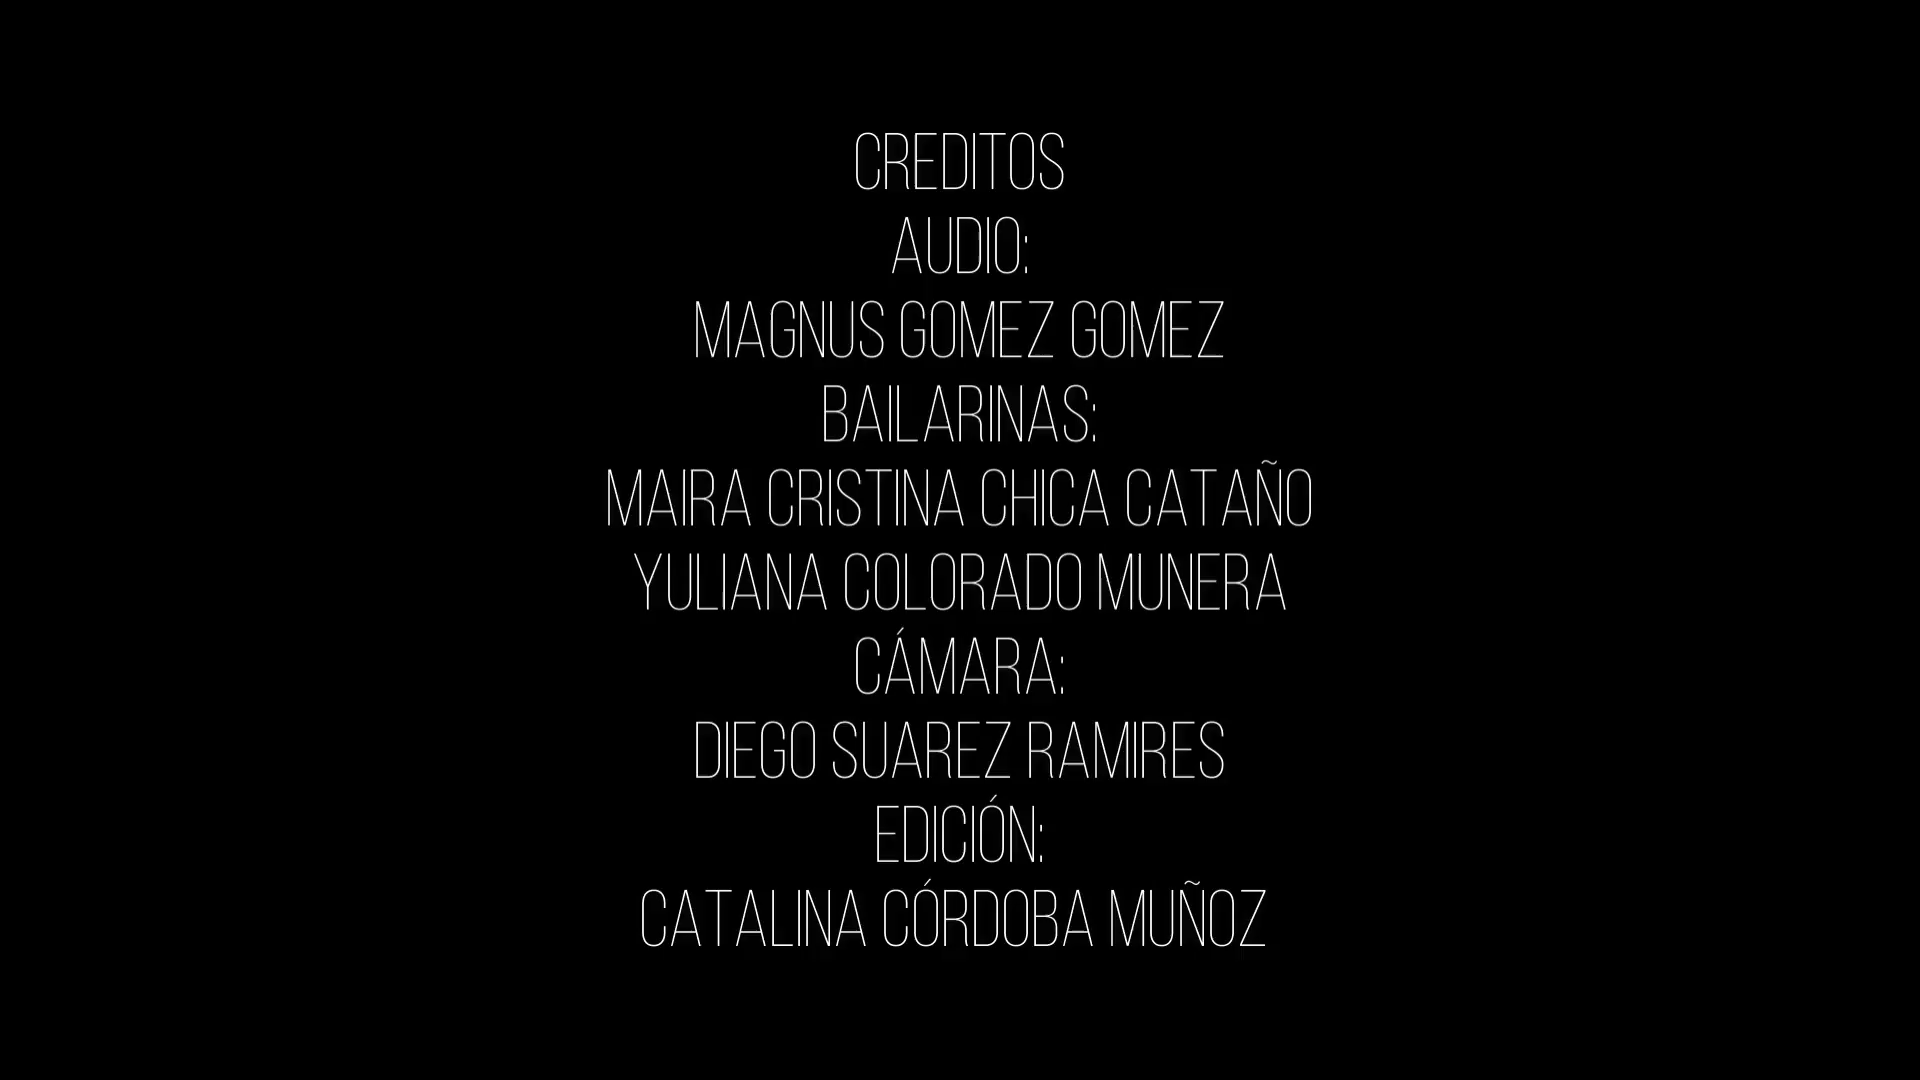 CREDITOS
AUDIO:
MAGNUS GOMEZ GOMEZ
BAILARINAS:
MAIRA CRISTINA CHICA CATAÑO
YULIANA COLORADO MUNERA
CÁMARA:
DIEGO SUAREZ RAMIRES
EDICIÓN:
CATALINA CÓRDOBA MUÑOZ